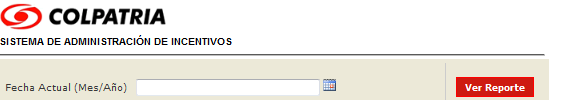 COLPATRIA
SISTEMA DE ADMINISTRACIÓN DE INCENTIVOS
Fecha Actual (Mes/Año) Ver Reporte